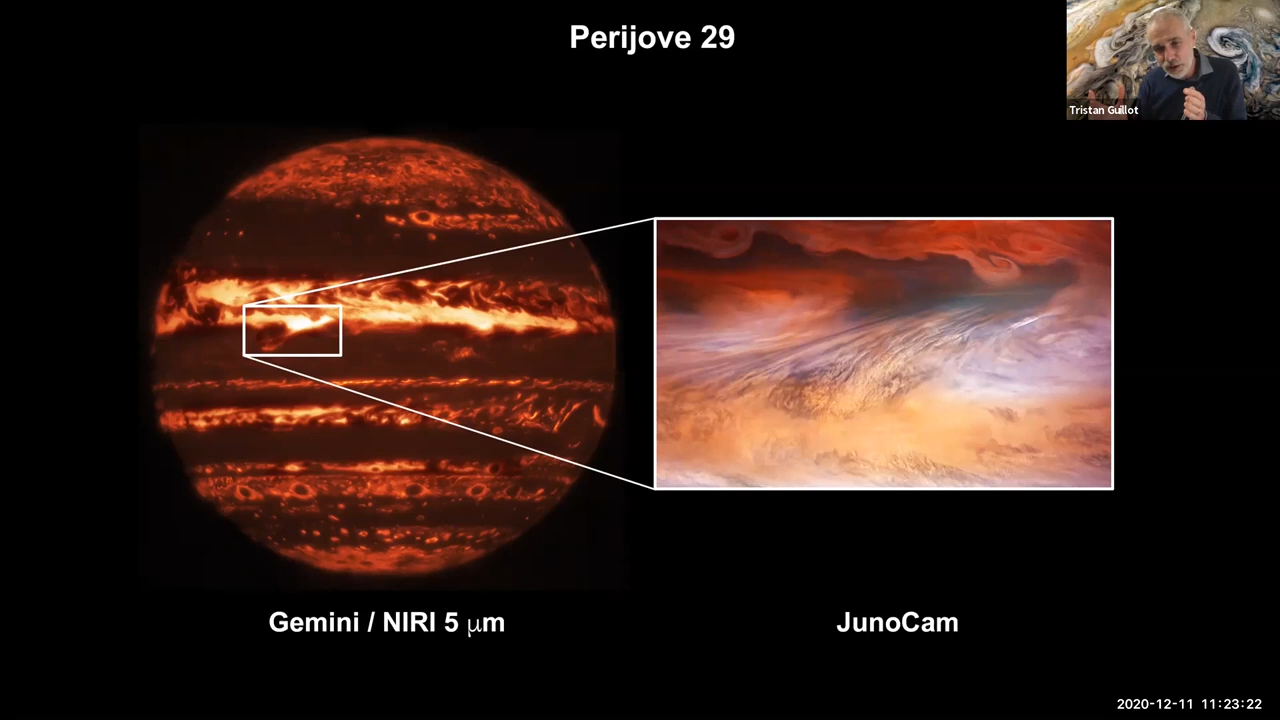 Perijove 29
Tristan Guillot
Gemini / NIRI 5 μm
JunoCam
2020-12-11 11:23:22